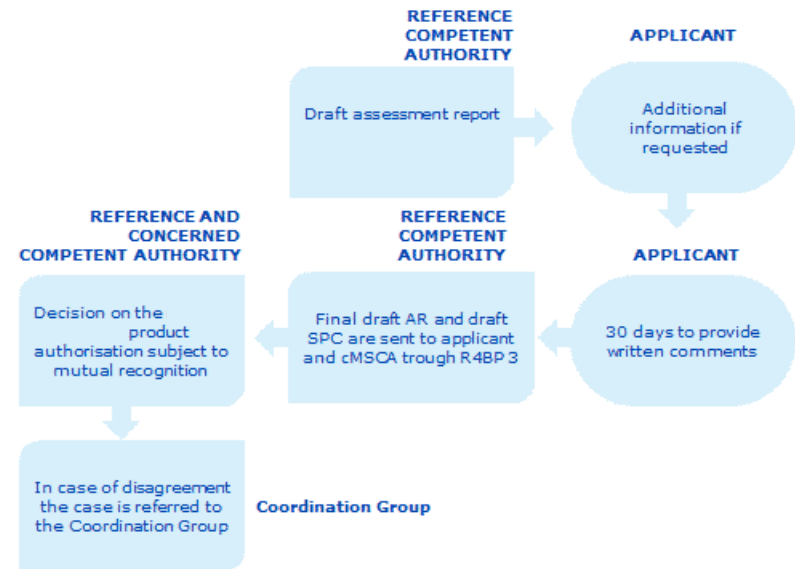 REFERENCE
COMPETENT
AUTHORITY
Draft assessment report
APPLICANT
Additional
information if
requested
APPLICANT
30 days to provide
written comments
REFERENCE
COMPETENT
AUTHORITY
Final draft AR and draft
SPC are sent to applicant
and cMSCA trough R4BP 3
REFERENCE AND
CONCERNED
COMPETENT AUTHORITY
Decision on the
product
authorisation subject to
mutual recognition
In case of disagreement
the case is referred to
the Coordination Group
Coordination Group